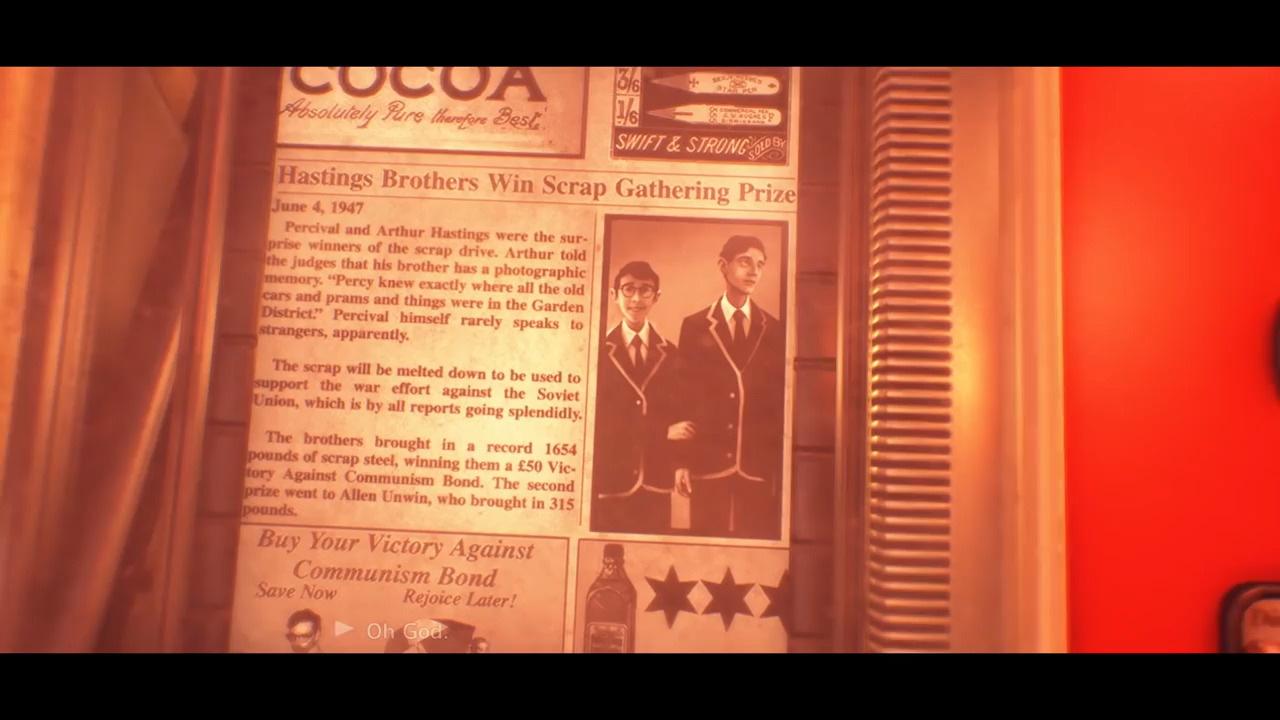 COCOA
Absolutely Pure therefore Best
3/6
1/6
STAR PEN
SWIFT & STRONG SOLD BY
Hastings Brothers Win Scrap Gathering Prize
June 4, 1947
Percival and Arthur Hastings were the sur-
prise winners of the scrap drive. Arthur told
the judges that his brother has a photographic
memory. “Percy knew exactly where all the old
cars and prams and things were in the Garden
District.” Percival himself rarely speaks to
strangers, apparently.
The scrap will be melted down to be used to
support the war effort against the Soviet
Union, which is by all reports going splendidly.
The brothers brought in a record 1654
pounds of scrap steel, winning them a £50 Vic-
tory Against Communism Bond. The second
prize went to Allen Unwin, who brought in 315
pounds.
Buy Your Victory Against
Communism Bond
Save Now Rejoice Later!
Oh God.